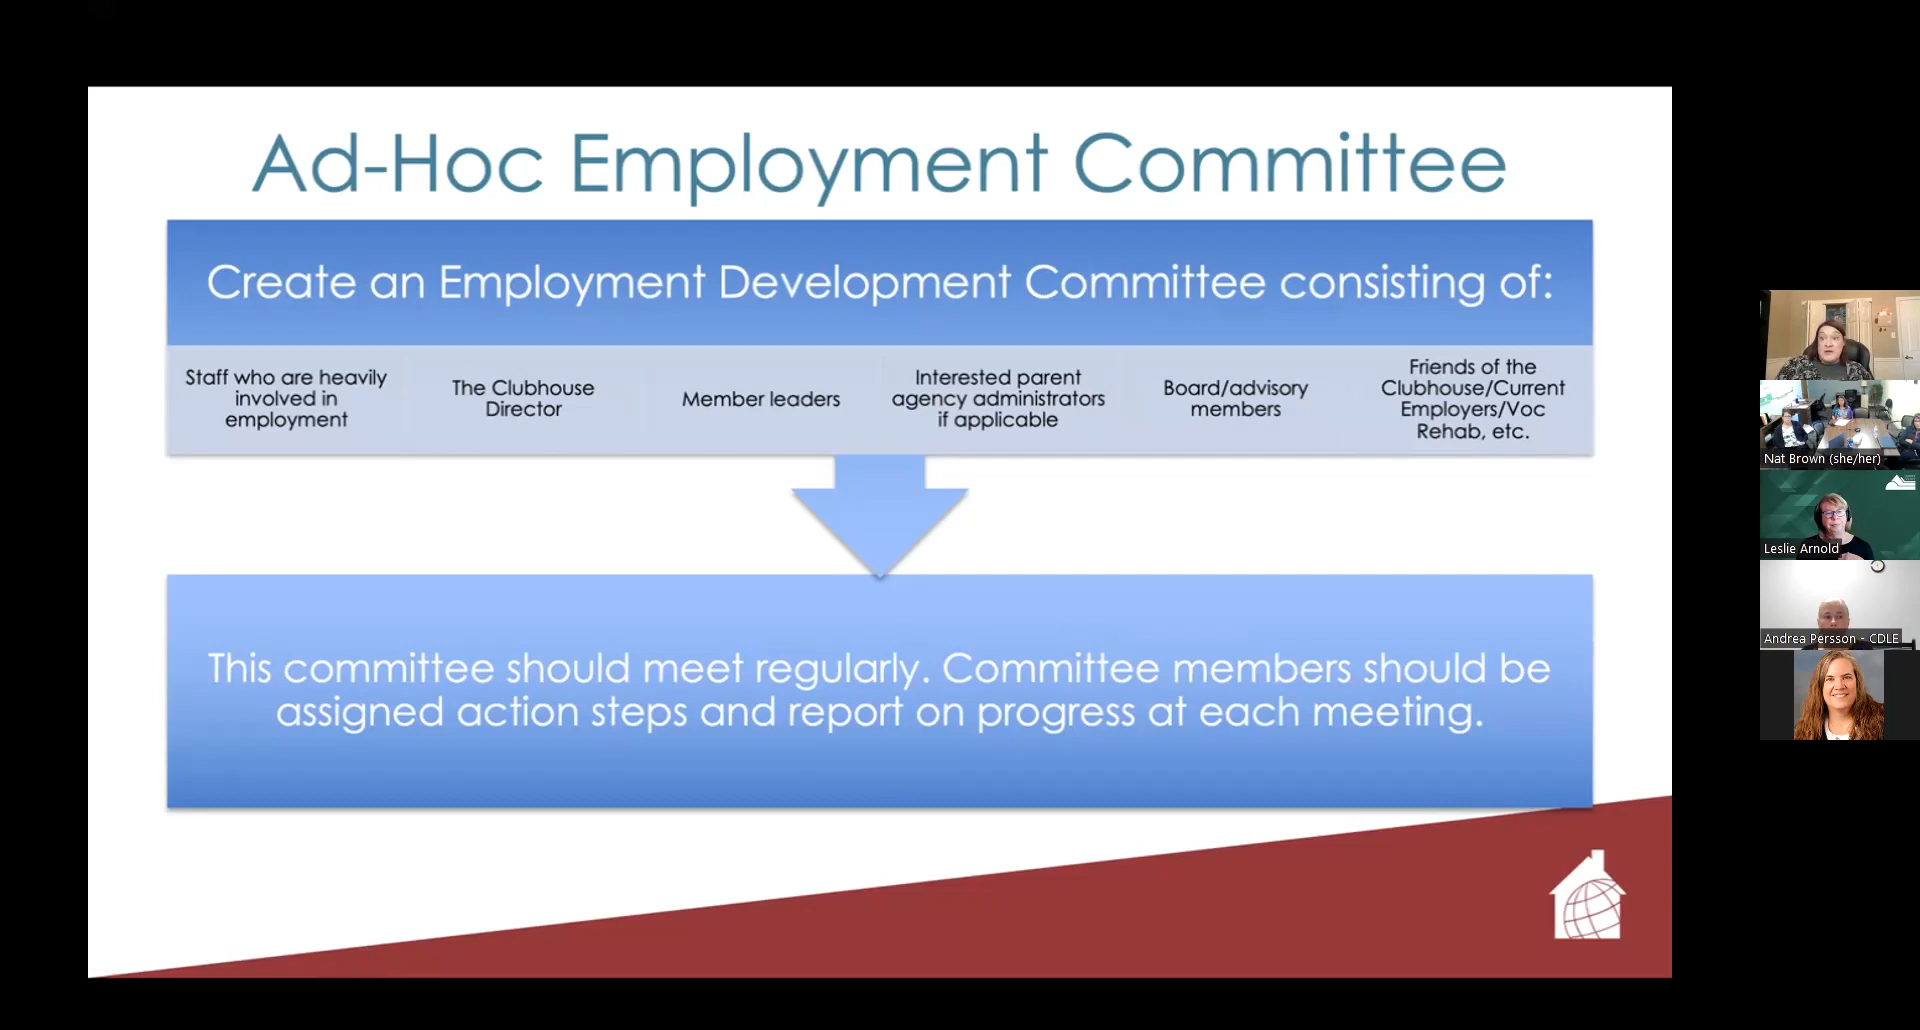 Ad-Hoc Employment Committee
Create an Employment Development Committee consisting of:
Staff who are heavily
involved in
employment
The Clubhouse
Director
Member leaders
Interested parent
agency administrators
if applicable
Board/advisory
members
Friends of the
Clubhouse/Current
Employers/Voc
Rehab, etc.
This committee should meet regularly. Committee members should be
assigned action steps and report on progress at each meeting.
Nat Brown (she/her)
Leslie Arnold
Andrea Persson - CDLE